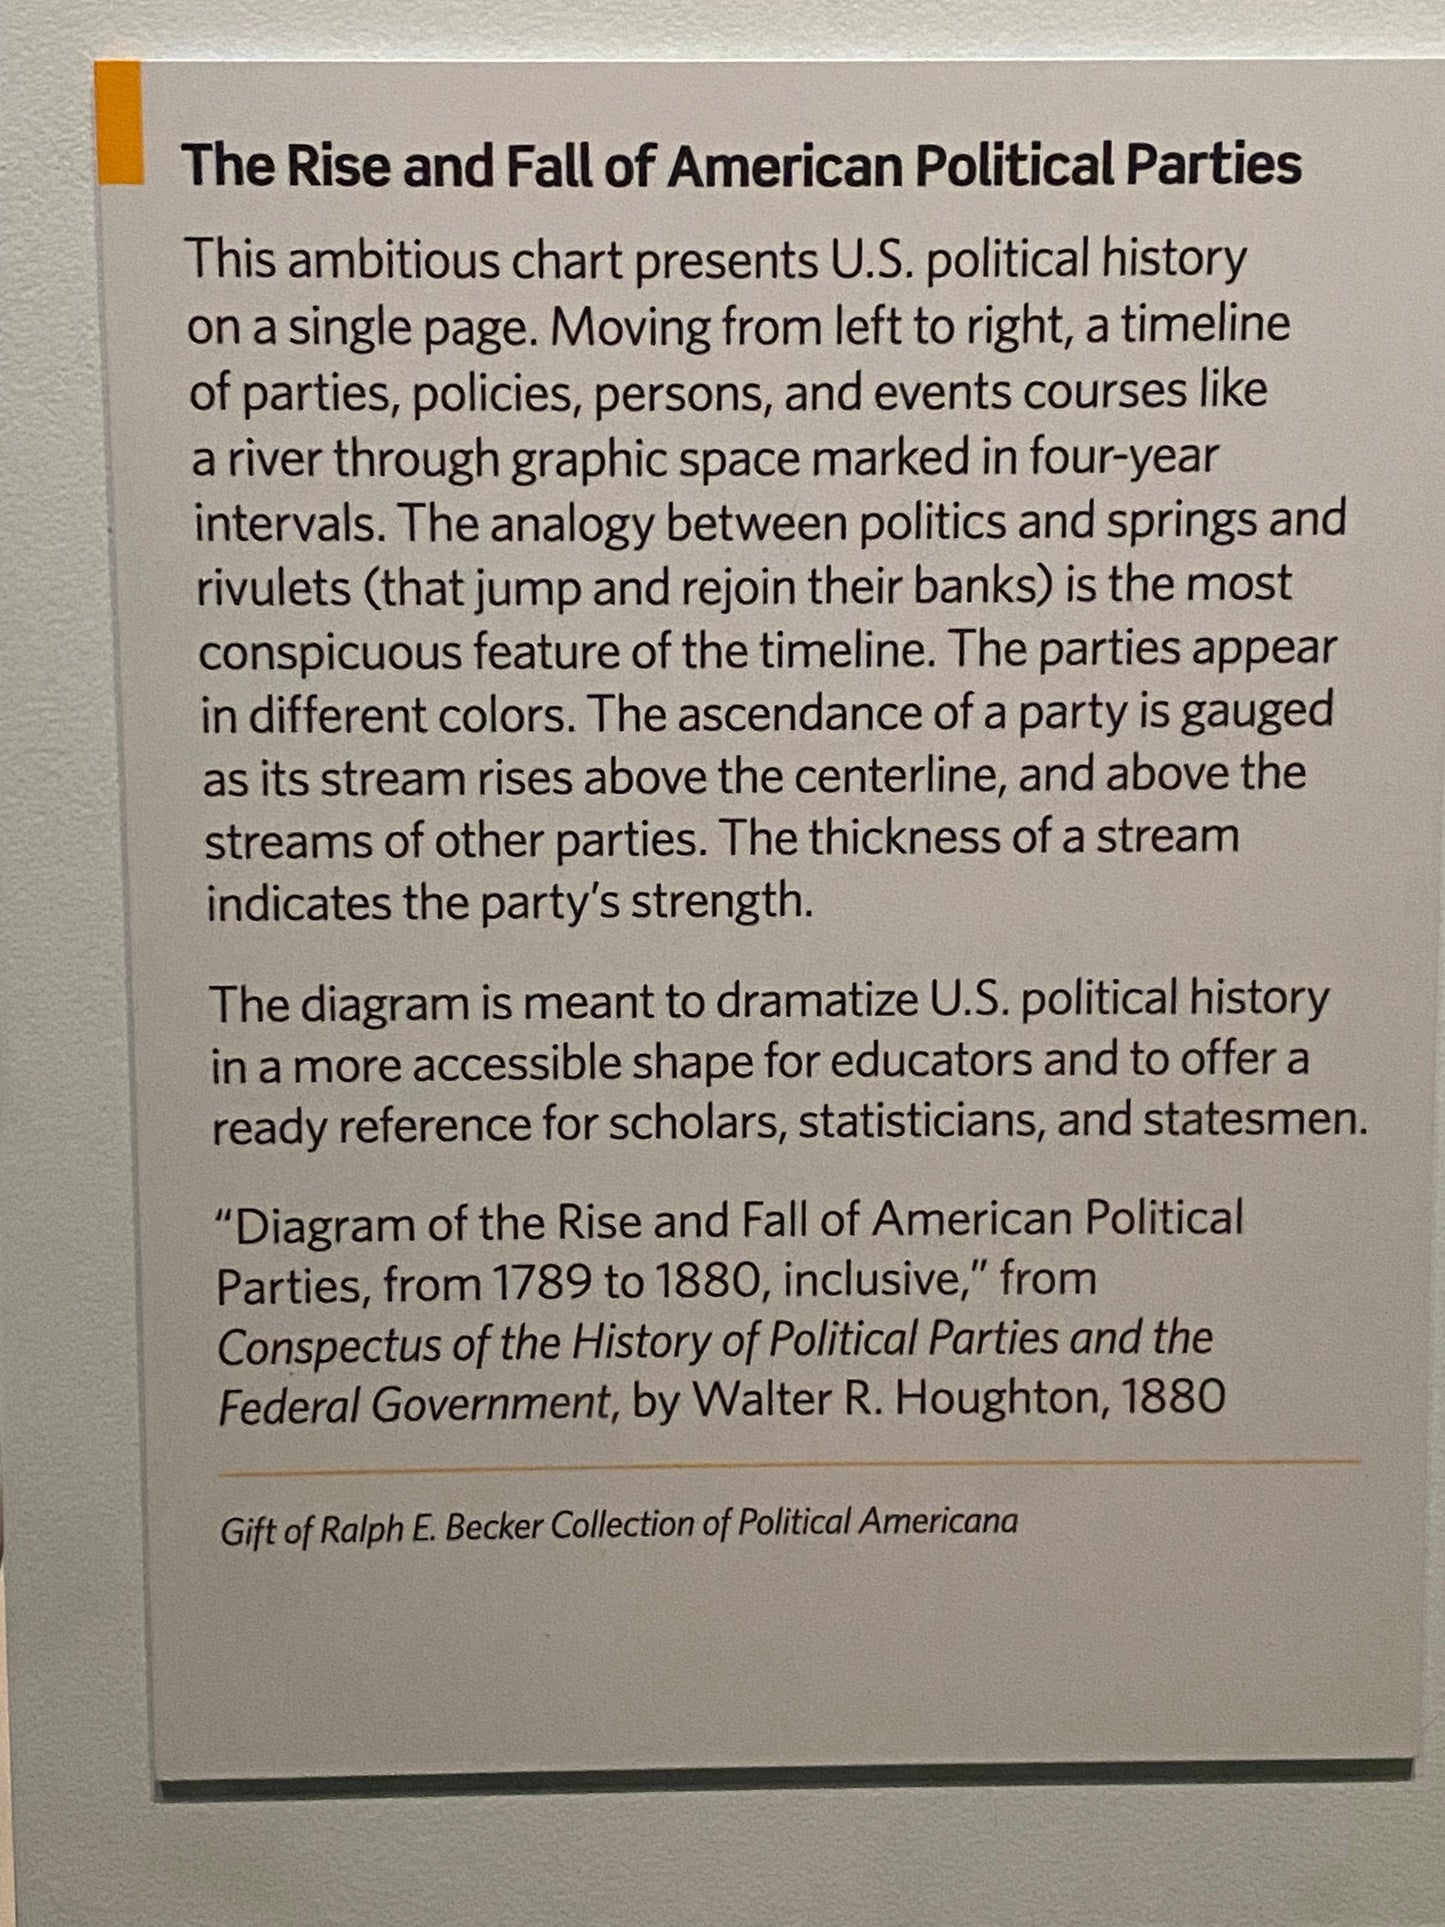 The Rise and Fall of American Political Parties
This ambitious chart presents U.S. political history
on a single page. Moving from left to right, a timeline
of parties, policies, persons, and events courses like
a river through graphic space marked in four-year
intervals. The analogy between politics and springs and
rivulets (that jump and rejoin their banks) is the most
conspicuous feature of the timeline. The parties appear
in different colors. The ascendance of a party is gauged
as its stream rises above the centerline, and above the
streams of other parties. The thickness of a stream
indicates the party's strength.
The diagram is meant to dramatize U.S. political history
in a more accessible shape for educators and to offer a
ready reference for scholars, statisticians, and statesmen.
“Diagram of the Rise and Fall of American Political
Parties, from 1789 to 1880, inclusive,” from
Conspectus of the History of Political Parties and the
Federal Government, by Walter R. Houghton, 1880
Gift of Ralph E. Becker Collection of Political Americana